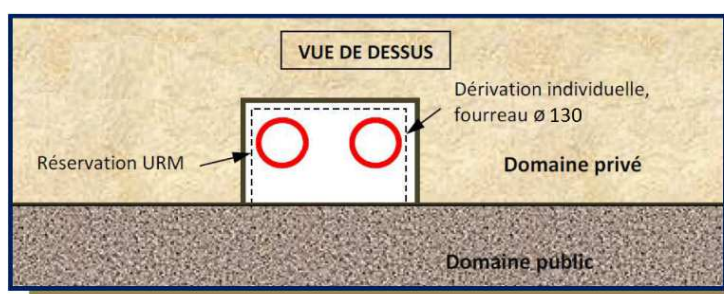 VUE DE DESSUS
Dérivation individuelle,
fourreau ø 130
Réservation URM
Domaine privé
Domaine public